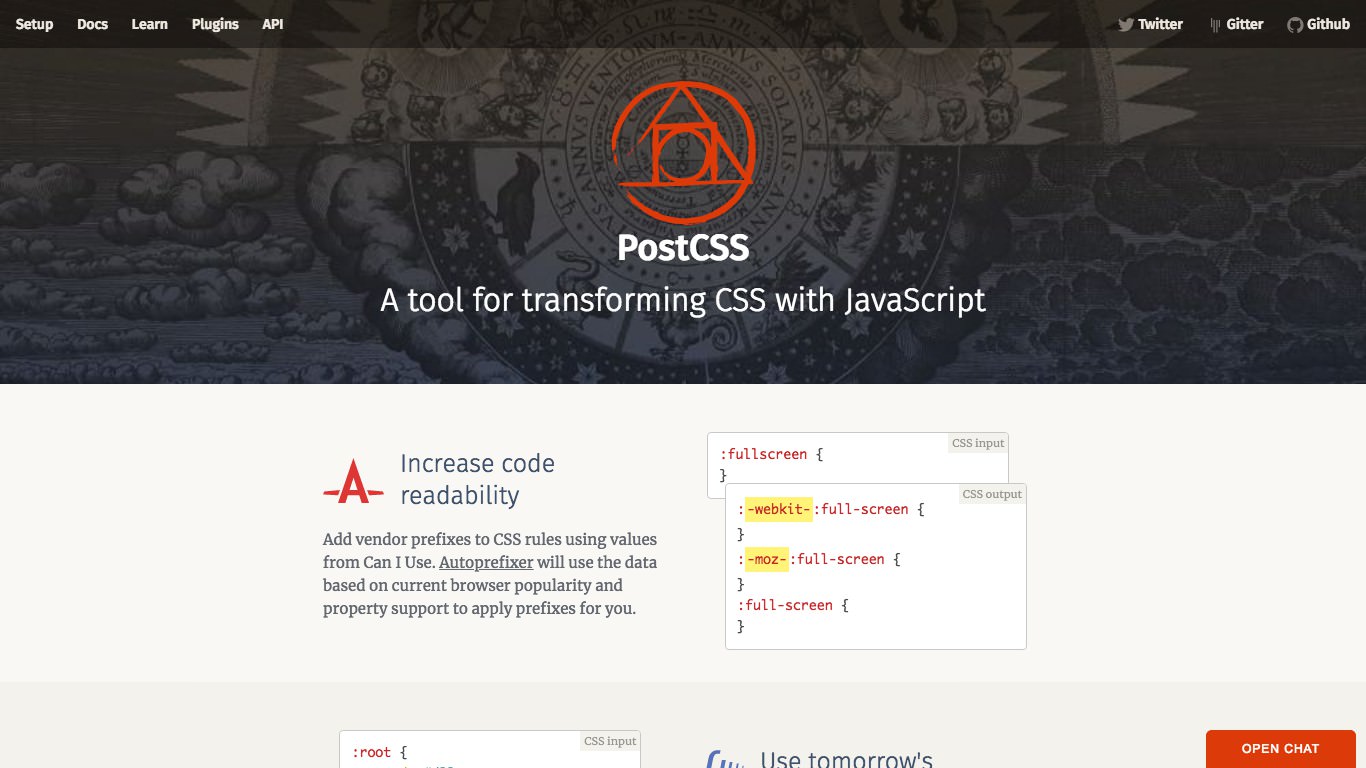 Setup Docs Learn Plugins API
Twitter Gitter Github
PostCSS
A tool for transforming CSS with JavaScript
Increase code
readability
Add vendor prefixes to CSS rules using values
from Can I Use. Autoprefixer will use the data
based on current browser popularity and
property support to apply prefixes for you.
CSS input
:fullscreen {
}
CSS output
:-webkit-:full-screen {
}
:-moz-:full-screen {
}
:full-screen {
}
CSS input
:root {
Use tomorrow's
OPEN CHAT